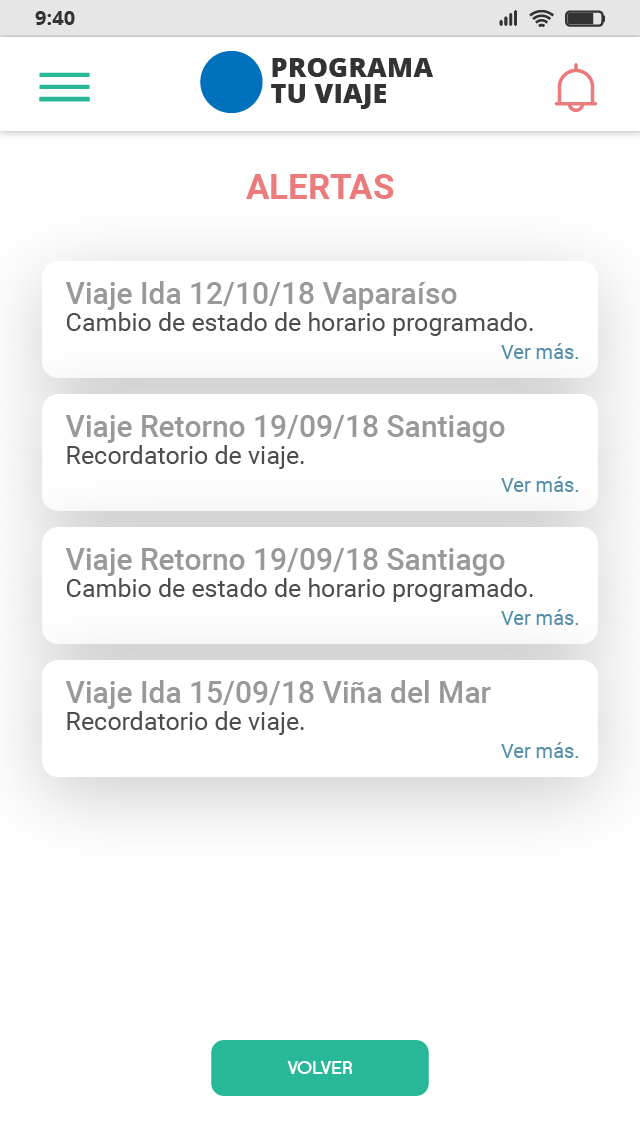 9:40
PROGRAMA
TU VIAJE
ALERTAS
Viaje Ida 12/10/18 Vaparaíso
Cambio de estado de horario programado.
Ver más.
Viaje Retorno 19/09/18 Santiago
Recordatorio de viaje.
Ver más.
Viaje Retorno 19/09/18 Santiago
Cambio de estado de horario programado.
Ver más.
Viaje Ida 15/09/18 Viña del Mar
Recordatorio de viaje.
Ver más.
VOLVER